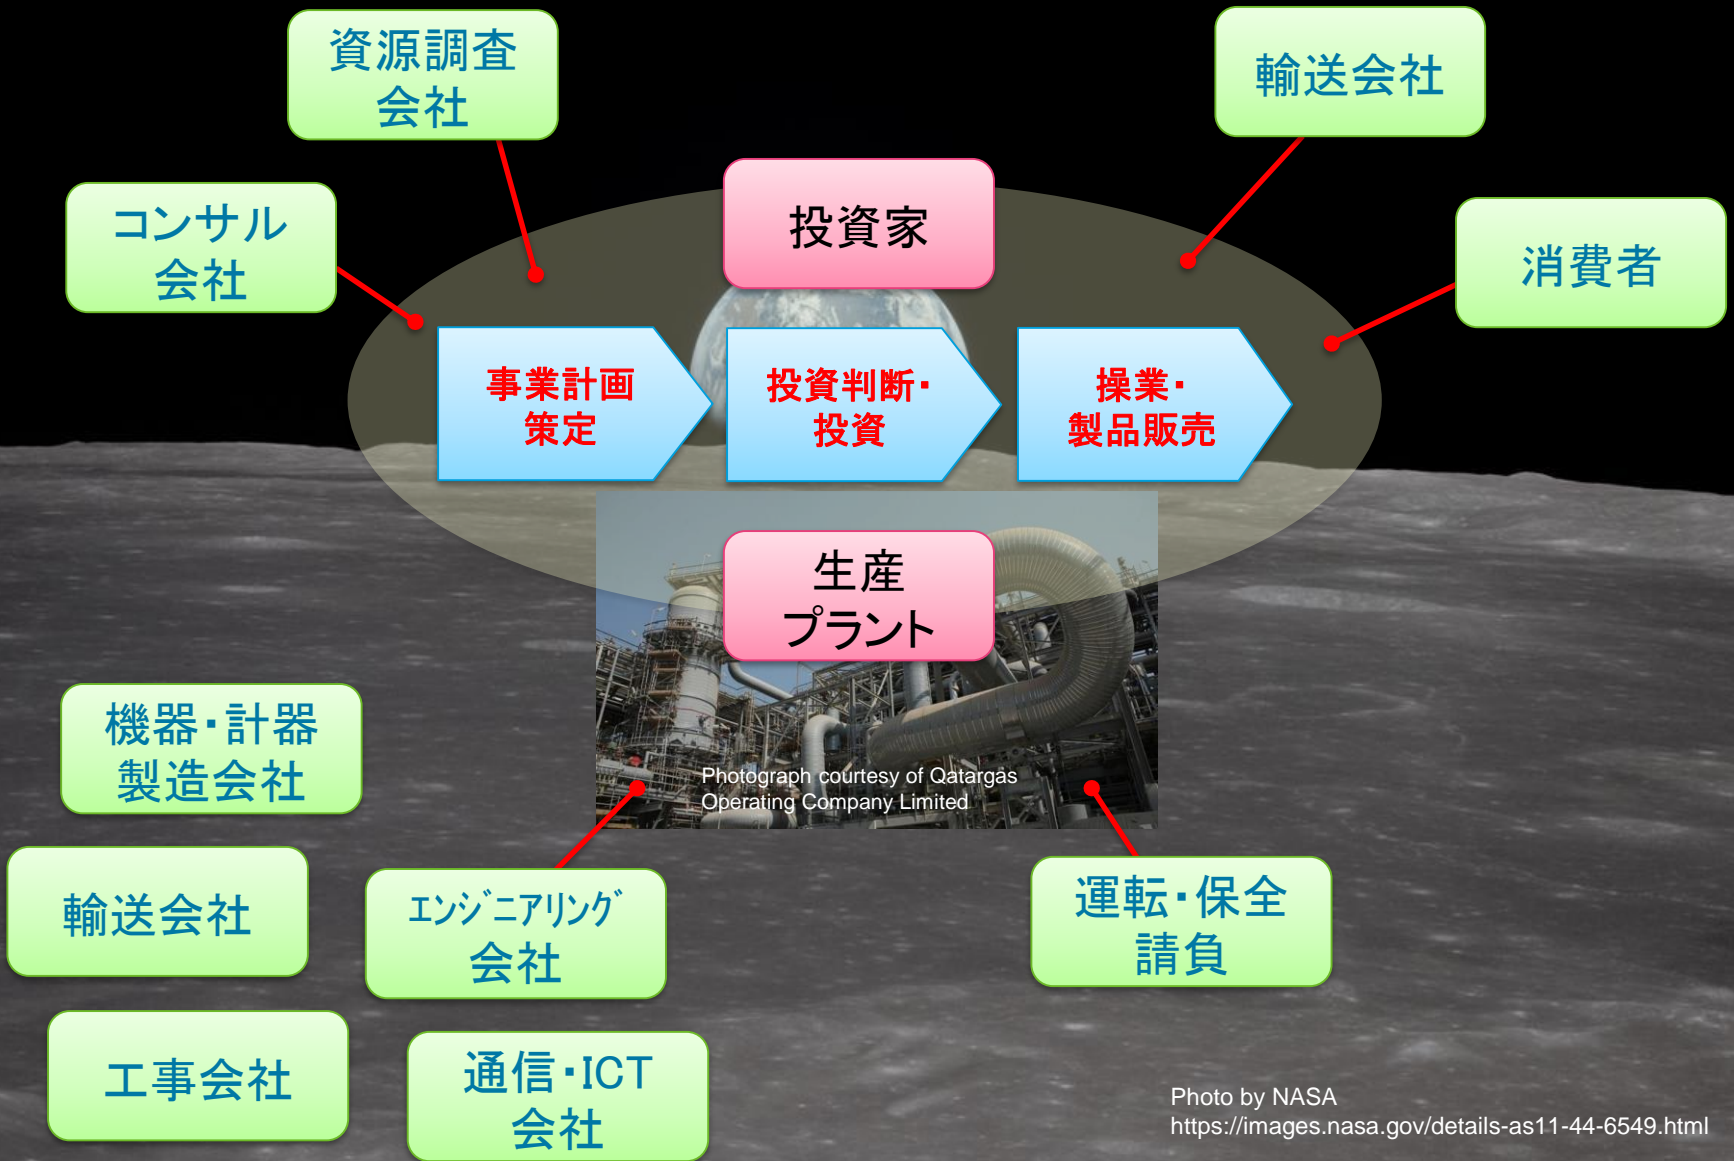 資源調査
会社
輸送会社
コンサル
会社
投資家
消費者
事業計画
策定
投資判断・
投資
操業・
製品販売
生産
プラント
機器・計器
製造会社
Photograph courtesy of Qatargas
Operating Company Limited
輸送会社
ｴﾝｼﾞﾆｱﾘﾝｸﾞ
会社
運転・保全
請負
工事会社
通信・ICT
会社
Photo by NASA
https://images.nasa.gov/details-as11-44-6549.html